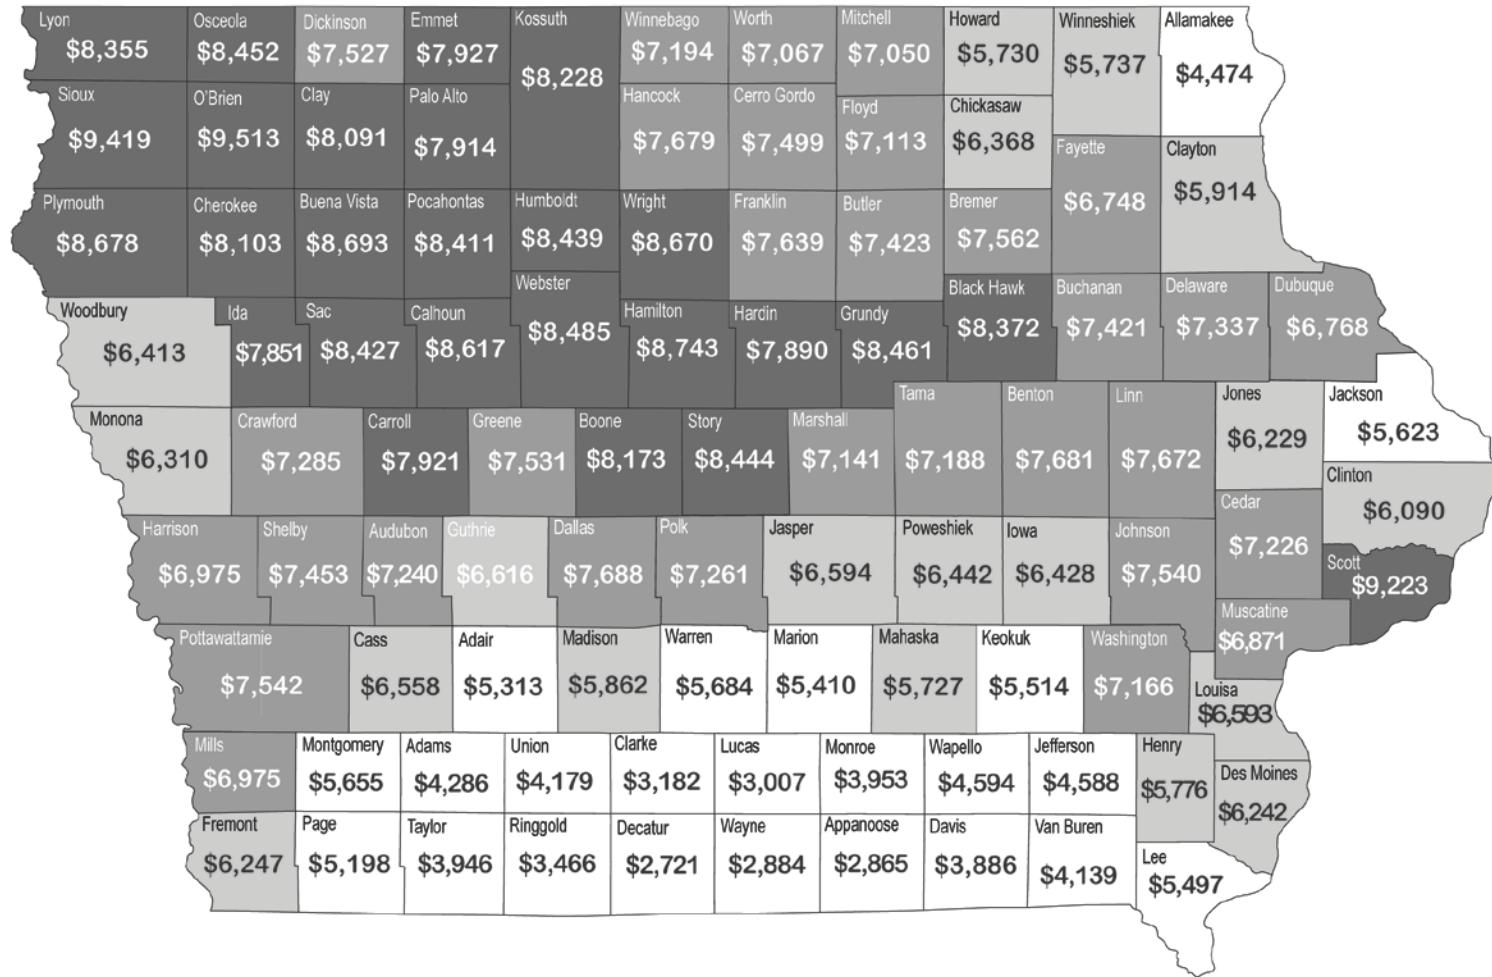 Lyon
$8,355
Osceola
$8,452
Dickinson
$7,527
Emmet
$7,927
Kossuth
$8,228
Winnebago
$7,194
Worth
$7,067
Mitchell
$7,050
Howard
$5,730
Winneshiek
$5,737
Allamakee
$4,474
Sioux
$9,419
O'Brien
$9,513
Clay
$8,091
Palo Alto
$7,914
Hancock
$7,679
Cerro Gordo
$7,499
Floyd
$7,113
Chickasaw
$6,368
Fayette
$6,748
Clayton
$5,914
Plymouth
$8,678
Cherokee
$8,103
Buena Vista
$8,693
Pocahontas
$8,411
Humboldt
$8,439
Wright
$8,670
Franklin
$7,639
Butler
$7,423
Bremer
$7,562
Woodbury
$6,413
Ida
$7,851
Sac
$8,427
Calhoun
$8,617
Webster
$8,485
Hamilton
$8,743
Hardin
$7,890
Grundy
$8,461
Black Hawk
$8,372
Buchanan
$7,421
Delaware
$7,337
Dubuque
$6,768
Monona
$6,310
Crawford
$7,285
Carroll
$7,921
Greene
$7,531
Boone
$8,173
Story
$8,444
Marshall
$7,141
Tama
$7,188
Benton
$7,681
Linn
$7,672
Jones
$6,229
Jackson
$5,623
Clinton
$6,090
Harrison
$6,975
Shelby
$7,453
Audubon
$7,240
Guthrie
$6,616
Dallas
$7,688
Polk
$7,261
Jasper
$6,594
Poweshiek
$6,442
Iowa
$6,428
Johnson
$7,540
Cedar
$7,226
Scott
$9,223
Muscatine
$6,871
Pottawattamie
$7,542
Cass
$6,558
Adair
$5,313
Madison
$5,862
Warren
$5,684
Marion
$5,410
Mahaska
$5,727
Keokuk
$5,514
Washington
$7,166
Louisa
$6,593
Mills
$6,975
Montgomery
$5,655
Adams
$4,286
Union
$4,179
Clarke
$3,182
Lucas
$3,007
Monroe
$3,953
Wapello
$4,594
Jefferson
$4,588
Henry
$5,776
Des Moines
$6,242
Fremont
$6,247
Page
$5,198
Taylor
$3,946
Ringgold
$3,466
Decatur
$2,721
Wayne
$2,884
Appanoose
$2,865
Davis
$3,886
Van Buren
$4,139
Lee
$5,497